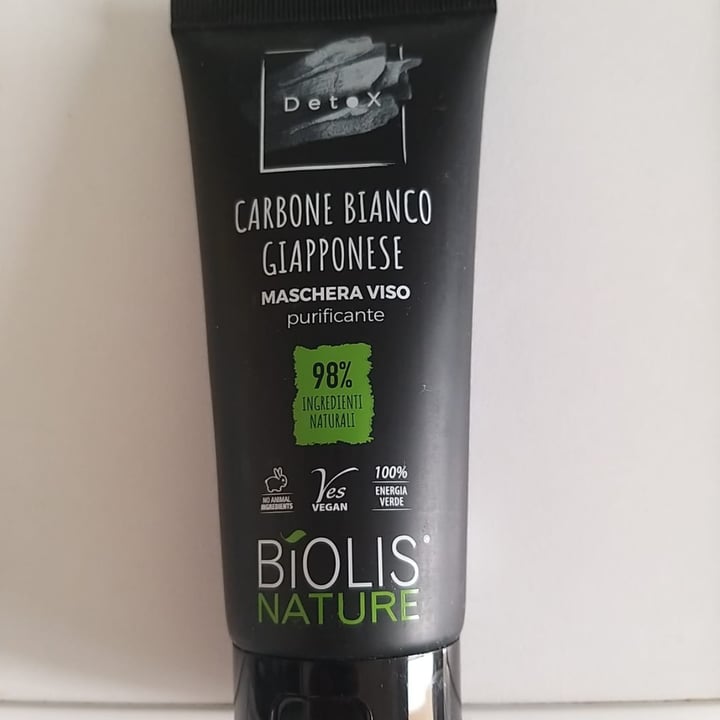 Detox
CARBONE BIANCO
GIAPPONESE
MASCHERA VISO
purificante
98%
INGREDIENTI
NATURALI
NO ANIMAL
INGREDIENTS
Yes
VEGAN
100%
ENERGIA
VERDE
BiOLIS®
NATURE